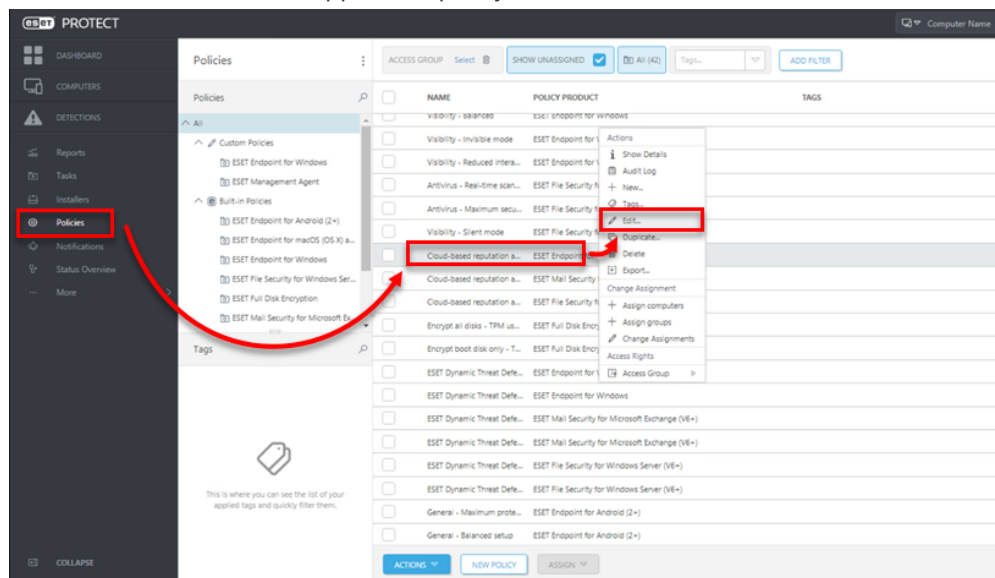 eset PROTECT
Computer Name
DASHBOARD
COMPUTERS
DETECTIONS
Reports
Tasks
Installers
Policies
Notifications
Status Overview
More
COLLAPSE
Policies
Policies
All
Custom Policies
ESET Endpoint for Windows
ESET Management Agent
Built-in Policies
ESET Endpoint for Android (2+)
ESET Endpoint for macOS (OS X) a...
ESET Endpoint for Windows
ESET File Security for Windows Ser...
ESET Full Disk Encryption
ESET Mail Security for Microsoft Ex...
Tags
This is where you can see the list of your
applied tags and quickly filter them.
ACCESS GROUP Select SHOW UNASSIGNED All (42) Tags... ADD FILTER
NAME POLICY PRODUCT TAGS
Visibility - Balanced ESET Endpoint for Windows
Visibility - Invisible mode ESET Endpoint for
Visibility - Reduced intera... ESET Endpoint for
Antivirus - Real-time scan... ESET File Security
Antivirus - Maximum secu... ESET File Security
Visibility - Silent mode ESET File Security
Cloud-based reputation a... ESET Endpoint
Cloud-based reputation a... ESET Mail Security
Cloud-based reputation a... ESET File Security
Encrypt all disks - TPM us... ESET Full Disk
Encrypt boot disk only - T... ESET Full Disk
ESET Dynamic Threat Defe... ESET Endpoint for
ESET Dynamic Threat Defe... ESET Endpoint for Windows
ESET Dynamic Threat Defe... ESET Mail Security for Microsoft Exchange (V6+)
ESET Dynamic Threat Defe... ESET Mail Security for Microsoft Exchange (V6+)
ESET Dynamic Threat Defe... ESET File Security for Windows Server (V6+)
ESET Dynamic Threat Defe... ESET File Security for Windows Server (V6+)
General - Maximum prote... ESET Endpoint for Android (2+)
General - Balanced setup ESET Endpoint for Android (2+)
Actions
Show Details
Audit Log
New...
Tags...
Edit...
Duplicate...
Delete
Export...
Change Assignment
Assign computers
Assign groups
Change Assignments
Access Rights
Access Group
ACTIONS NEW POLICY ASSIGN